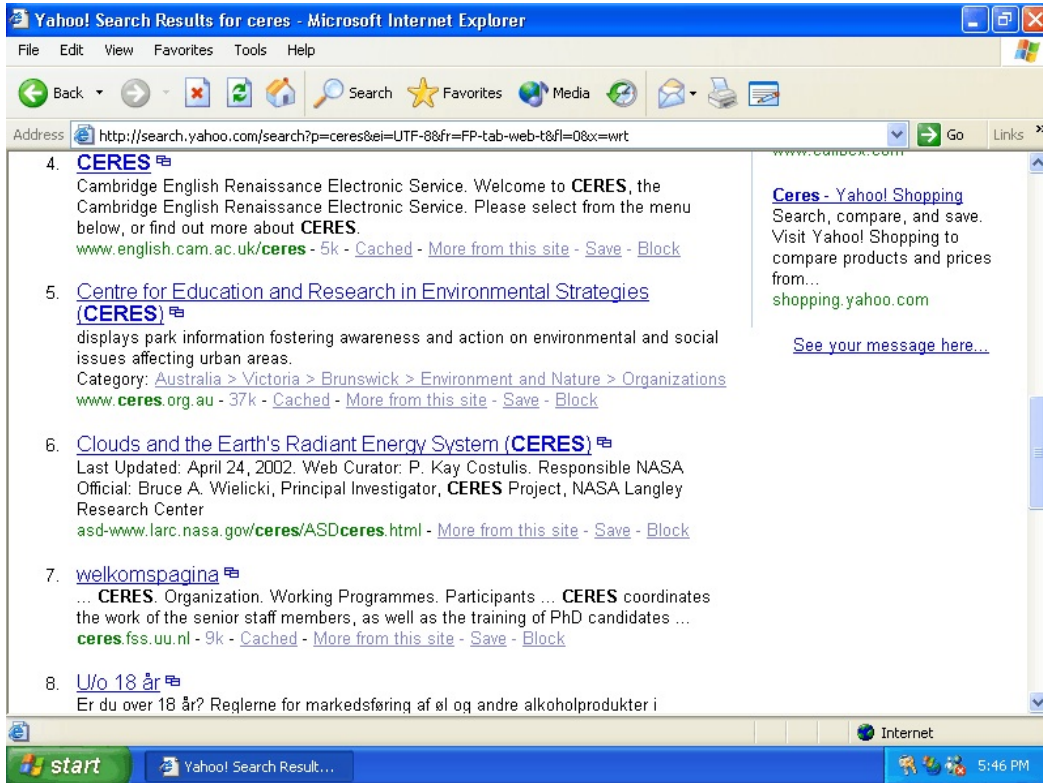 Yahoo! Search Results for ceres - Microsoft Internet Explorer
File Edit View Favorites Tools Help
Back Search Favorites Media
Address http://search.yahoo.com/search?p=ceres&ei=UTF-8&fr=FP-tab-web-t&fl=0&x=wrt Go Links »
4. CERES
Cambridge English Renaissance Electronic Service. Welcome to CERES, the
Cambridge English Renaissance Electronic Service. Please select from the menu
below, or find out more about CERES.
www.english.cam.ac.uk/ceres - 5k - Cached - More from this site - Save - Block
5. Centre for Education and Research in Environmental Strategies
(CERES)
displays park information fostering awareness and action on environmental and social
issues affecting urban areas.
Category: Australia > Victoria > Brunswick > Environment and Nature > Organizations
www.ceres.org.au - 37k - Cached - More from this site - Save - Block
6. Clouds and the Earth's Radiant Energy System (CERES)
Last Updated: April 24, 2002. Web Curator: P. Kay Costulis. Responsible NASA
Official: Bruce A. Wielicki, Principal Investigator, CERES Project, NASA Langley
Research Center
asd-www.larc.nasa.gov/ceres/ASDceres.html - More from this site - Save - Block
7. welkomspagina
... CERES. Organization. Working Programmes. Participants ... CERES coordinates
the work of the senior staff members, as well as the training of PhD candidates ...
ceres.fss.uu.nl - 9k - Cached - More from this site - Save - Block
8. U/o 18 år
Er du over 18 år? Reglerne for markedsføring af øl og andre alkoholprodukter i
Ceres - Yahoo! Shopping
Search, compare, and save.
Visit Yahoo! Shopping to
compare products and prices
from...
shopping.yahoo.com
See your message here...
Internet
start Yahoo! Search Result... 5:46 PM